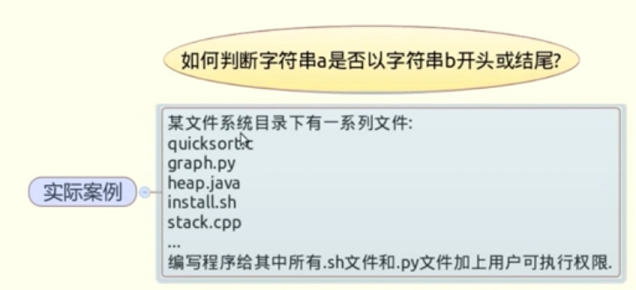 如何判断字符串a是否以字符串b开头或结尾?
某文件系统目录下有一系列文件:
quicksort.c
graph.py
heap.java
实际案例
install.sh
stack.cpp
...
编写程序给其中所有.sh文件和.py文件加上用户可执行权限.